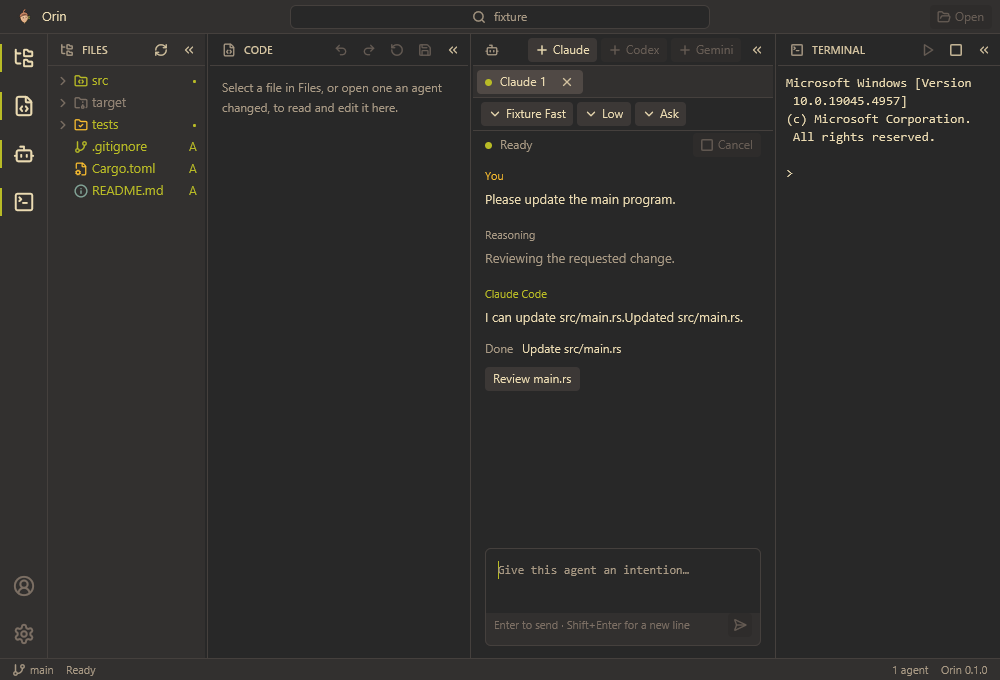 Orin
fixture
Open
FILES
src
target
tests
.gitignore A
Cargo.toml A
README.md A
CODE
Select a file in Files, or open one an agent
changed, to read and edit it here.
+ Claude + Codex + Gemini
Claude 1
Fixture Fast Low Ask
Ready Cancel
You
Please update the main program.
Reasoning
Reviewing the requested change.
Claude Code
I can update src/main.rs.Updated src/main.rs.
Done Update src/main.rs
Review main.rs
Give this agent an intention…
Enter to send · Shift+Enter for a new line
TERMINAL
Microsoft Windows [Version
10.0.19045.4957]
(c) Microsoft Corporation.
All rights reserved.
>
main Ready 1 agent Orin 0.1.0